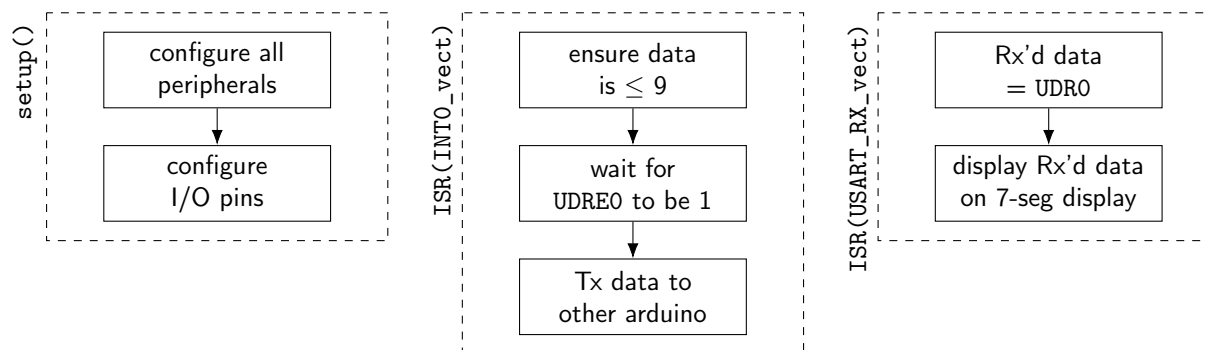 setup()
configure all
peripherals
configure
I/O pins
ISR(INT0_vect)
ensure data
is ≤ 9
wait for
UDRE0 to be 1
Tx data to
other arduino
ISR(USART_RX_vect)
Rx'd data
= UDR0
display Rx'd data
on 7-seg display